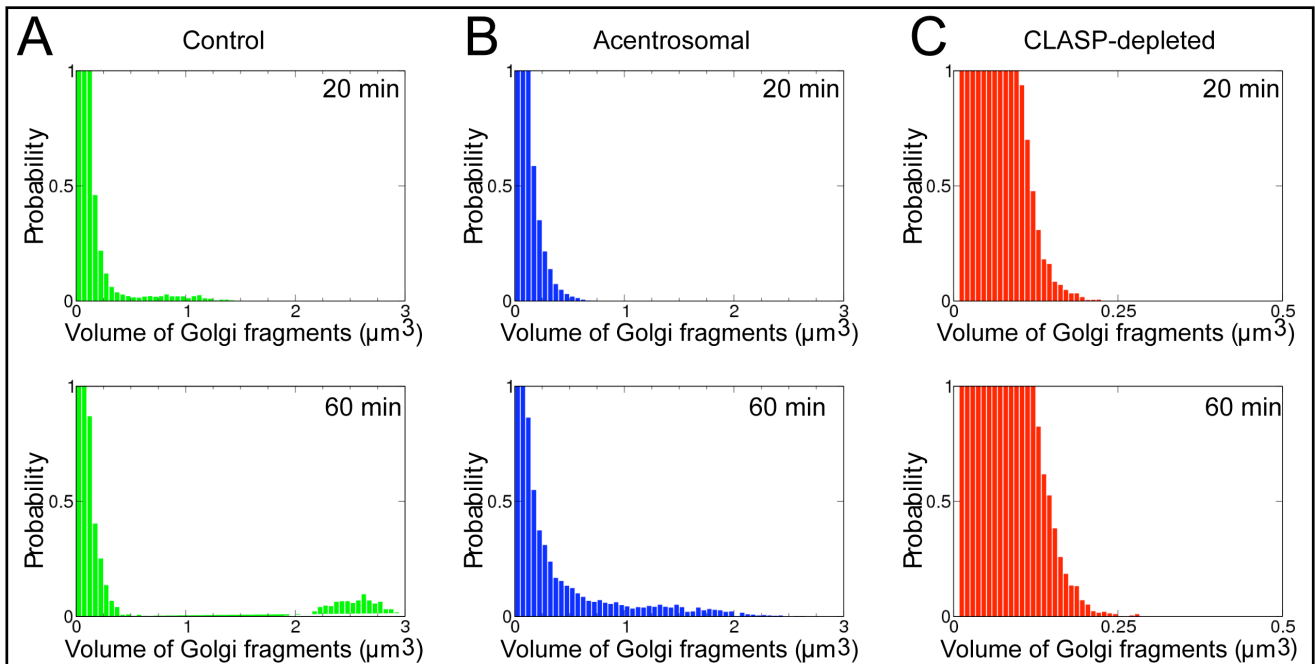 A Control
1
20 min
Probability
0.5
0
0 1 2 3
Volume of Golgi fragments (µm³)
1
60 min
Probability
0.5
0
0 1 2 3
Volume of Golgi fragments (µm³)
B Acentrosomal
1
20 min
Probability
0.5
0
0 1 2 3
Volume of Golgi fragments (µm³)
1
60 min
Probability
0.5
0
0 1 2 3
Volume of Golgi fragments (µm³)
C CLASP-depleted
1
20 min
Probability
0.5
0
0 0.25 0.5
Volume of Golgi fragments (µm³)
1
60 min
Probability
0.5
0
0 0.25 0.5
Volume of Golgi fragments (µm³)